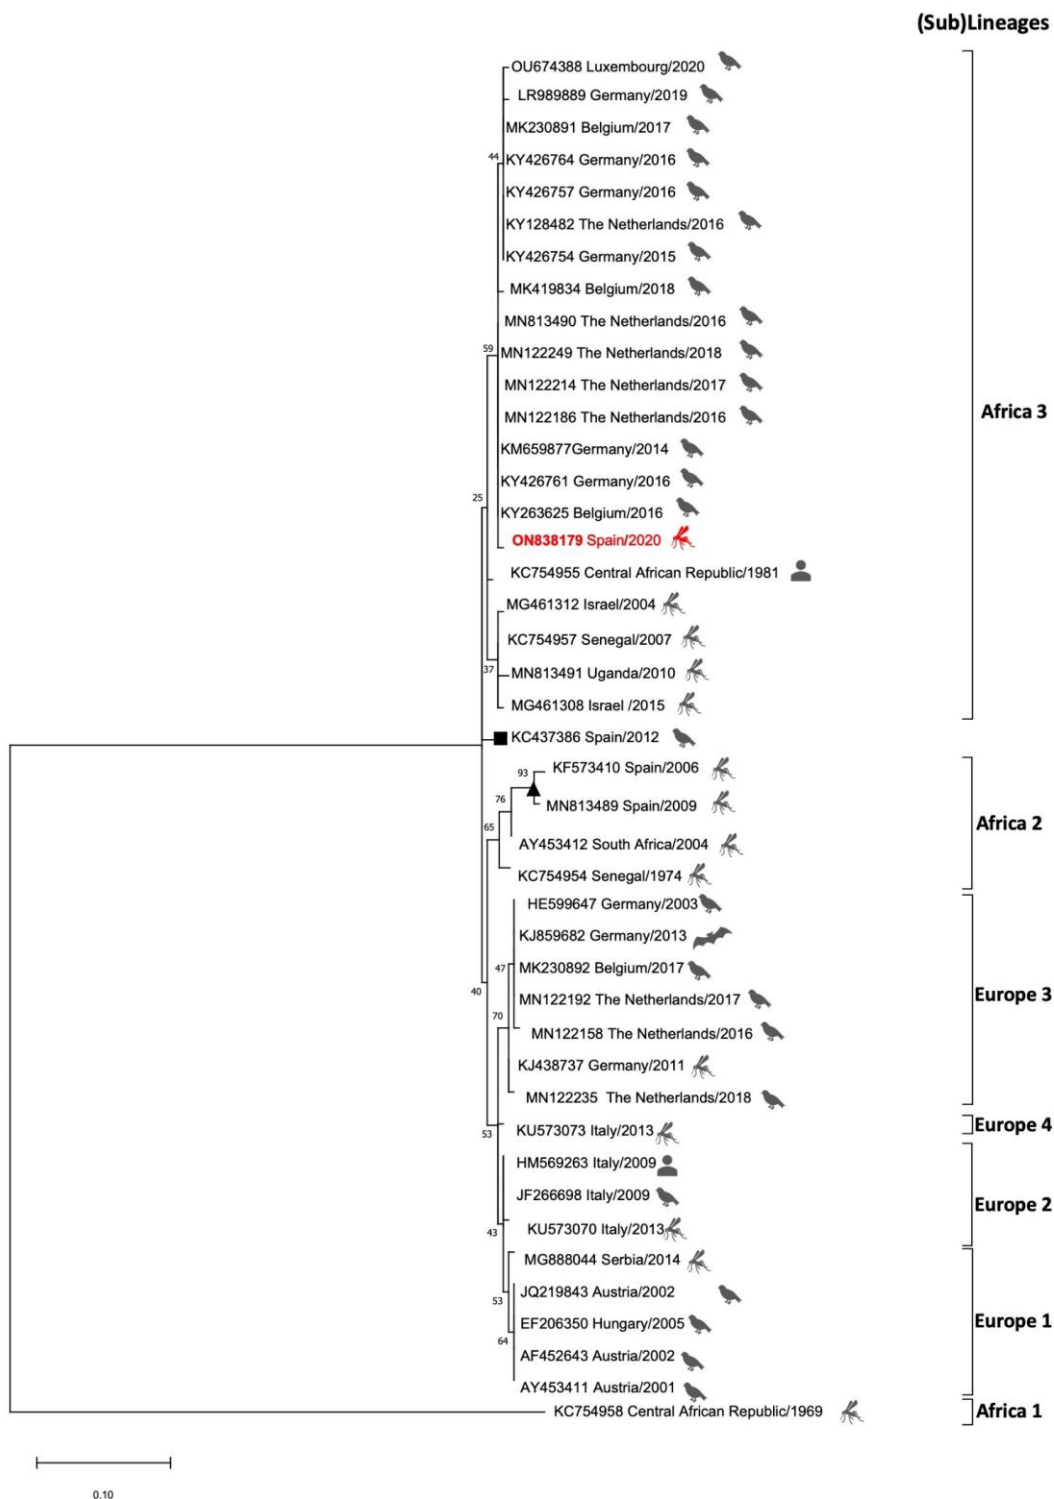 (Sub)Lineages
OU674388 Luxembourg/2020
LR989889 Germany/2019
MK230891 Belgium/2017
44
KY426764 Germany/2016
KY426757 Germany/2016
KY128482 The Netherlands/2016
KY426754 Germany/2015
MK419834 Belgium/2018
MN813490 The Netherlands/2016
59
MN122249 The Netherlands/2018
MN122214 The Netherlands/2017
Africa 3
MN122186 The Netherlands/2016
KM659877Germany/2014
KY426761 Germany/2016
25
KY263625 Belgium/2016
ON838179 Spain/2020
KC754955 Central African Republic/1981
MG461312 Israel/2004
KC754957 Senegal/2007
37
MN813491 Uganda/2010
MG461308 Israel /2015
KC437386 Spain/2012
93
KF573410 Spain/2006
76
MN813489 Spain/2009
Africa 2
65
AY453412 South Africa/2004
KC754954 Senegal/1974
HE599647 Germany/2003
KJ859682 Germany/2013
47
MK230892 Belgium/2017
40
MN122192 The Netherlands/2017
Europe 3
70
MN122158 The Netherlands/2016
KJ438737 Germany/2011
MN122235 The Netherlands/2018
Europe 4
53
KU573073 Italy/2013
HM569263 Italy/2009
JF266698 Italy/2009
Europe 2
43
KU573070 Italy/2013
MG888044 Serbia/2014
53
JQ219843 Austria/2002
EF206350 Hungary/2005
Europe 1
64
AF452643 Austria/2002
AY453411 Austria/2001
KC754958 Central African Republic/1969
Africa 1
0.10